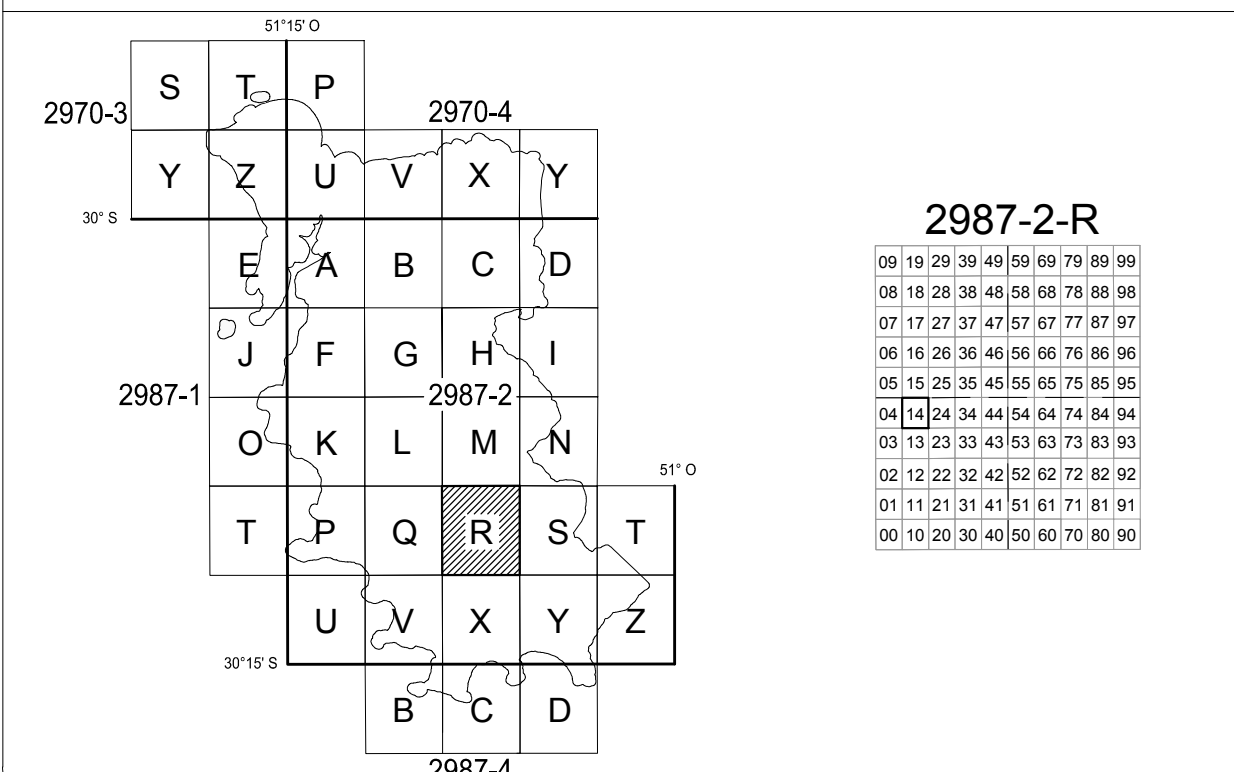 51°15' O
S T P
2970-3
2970-4
Y Z U V X Y
30° S
E A B C D
J F G H I
2987-1
2987-2
O K L M N
51° O
T P Q R S T
U V X Y Z
30°15' S
B C D
2987-4
2987-2-R
09 19 29 39 49 59 69 79 89 99
08 18 28 38 48 58 68 78 88 98
07 17 27 37 47 57 67 77 87 97
06 16 26 36 46 56 66 76 86 96
05 15 25 35 45 55 65 75 85 95
04 14 24 34 44 54 64 74 84 94
03 13 23 33 43 53 63 73 83 93
02 12 22 32 42 52 62 72 82 92
01 11 21 31 41 51 61 71 81 91
00 10 20 30 40 50 60 70 80 90